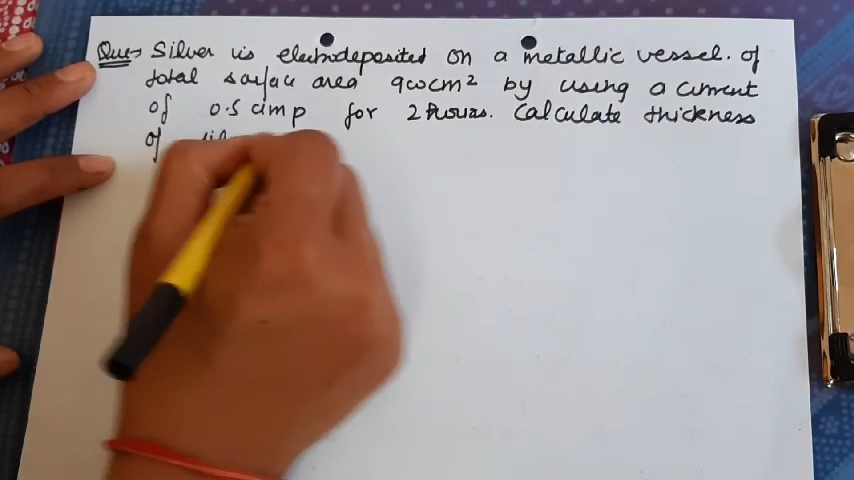 Que → Silver is electrodeposited on a metallic vessel. of
total surface area 900cm² by using a current
of 0.5 amp for 2 hours. Calculate thickness
of